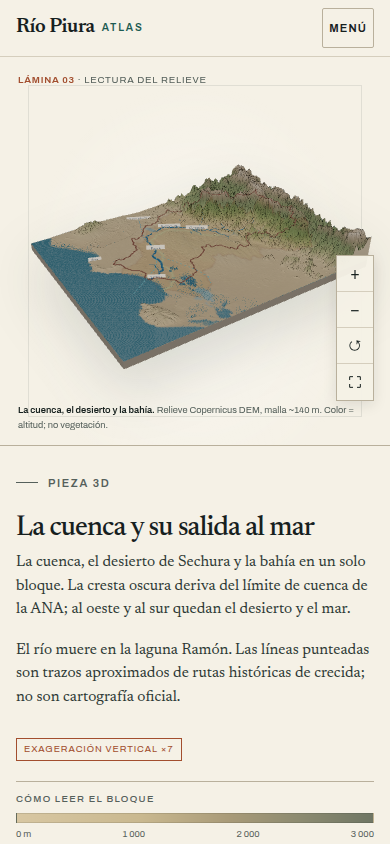 Río Piura ATLAS
MENÚ
LÁMINA 03 · LECTURA DEL RELIEVE
+
−
La cuenca, el desierto y la bahía. Relieve Copernicus DEM, malla ~140 m. Color =
altitud; no vegetación.
PIEZA 3D
La cuenca y su salida al mar
La cuenca, el desierto de Sechura y la bahía en un solo
bloque. La cresta oscura deriva del límite de cuenca de
la ANA; al oeste y al sur quedan el desierto y el mar.
El río muere en la laguna Ramón. Las líneas punteadas
son trazos aproximados de rutas históricas de crecida;
no son cartografía oficial.
EXAGERACIÓN VERTICAL ×7
CÓMO LEER EL BLOQUE
0 m 1 000 2 000 3 000